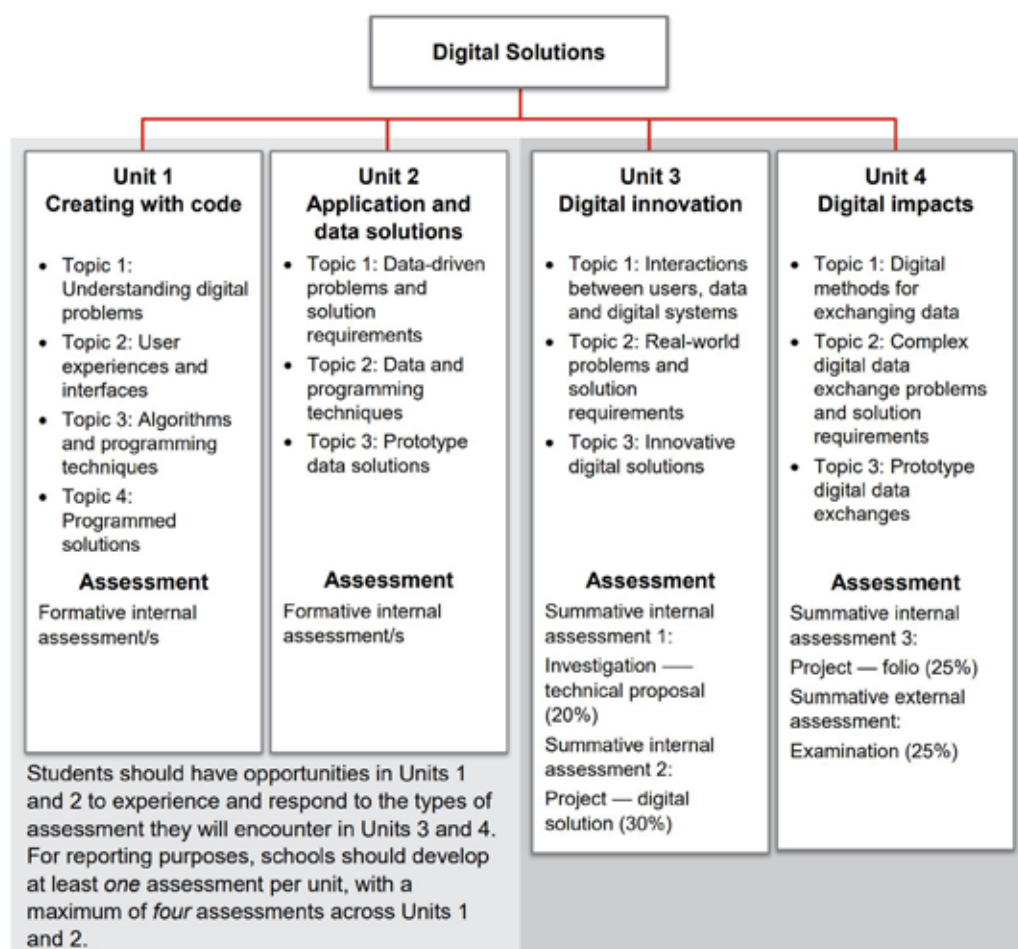 Digital Solutions
Unit 1
Creating with code
• Topic 1:
Understanding digital
problems
• Topic 2: User
experiences and
interfaces
• Topic 3: Algorithms
and programming
techniques
• Topic 4:
Programmed
solutions
Assessment
Formative internal
assessment/s
Unit 2
Application and
data solutions
• Topic 1: Data-driven
problems and
solution
requirements
• Topic 2: Data and
programming
techniques
• Topic 3: Prototype
data solutions
Assessment
Formative internal
assessment/s
Students should have opportunities in Units 1
and 2 to experience and respond to the types of
assessment they will encounter in Units 3 and 4.
For reporting purposes, schools should develop
at least one assessment per unit, with a
maximum of four assessments across Units 1
and 2.
Unit 3
Digital innovation
• Topic 1: Interactions
between users, data
and digital systems
• Topic 2: Real-world
problems and
solution
requirements
• Topic 3: Innovative
digital solutions
Assessment
Summative internal
assessment 1:
Investigation —
technical proposal
(20%)
Summative internal
assessment 2:
Project — digital
solution (30%)
Unit 4
Digital impacts
• Topic 1: Digital
methods for
exchanging data
• Topic 2: Complex
digital data
exchange problems
and solution
requirements
• Topic 3: Prototype
digital data
exchanges
Assessment
Summative internal
assessment 3:
Project — folio (25%)
Summative external
assessment:
Examination (25%)